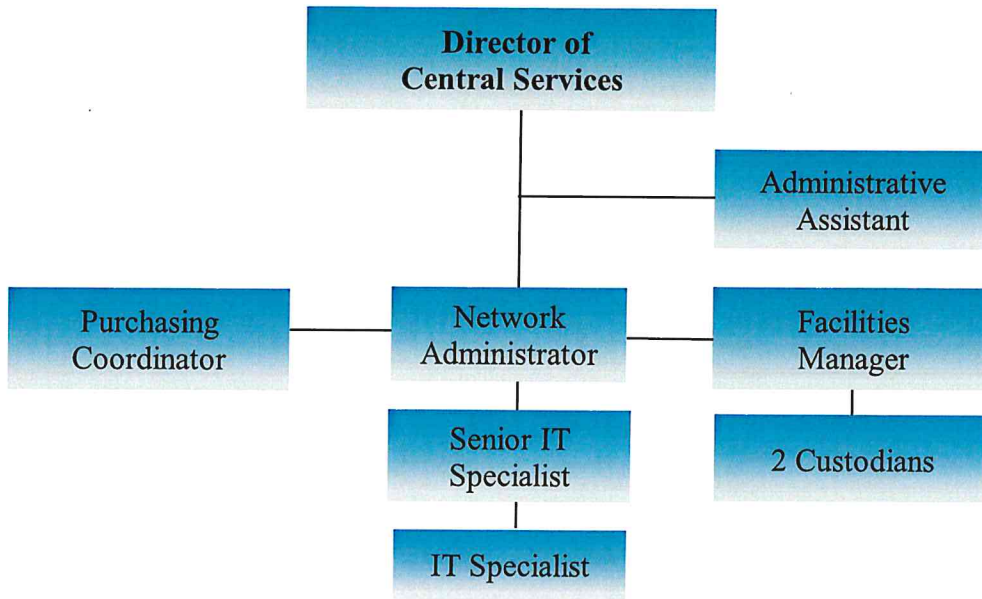 Director of
Central Services
Administrative
Assistant
Purchasing
Coordinator
Network
Administrator
Facilities
Manager
Senior IT
Specialist
2 Custodians
IT Specialist